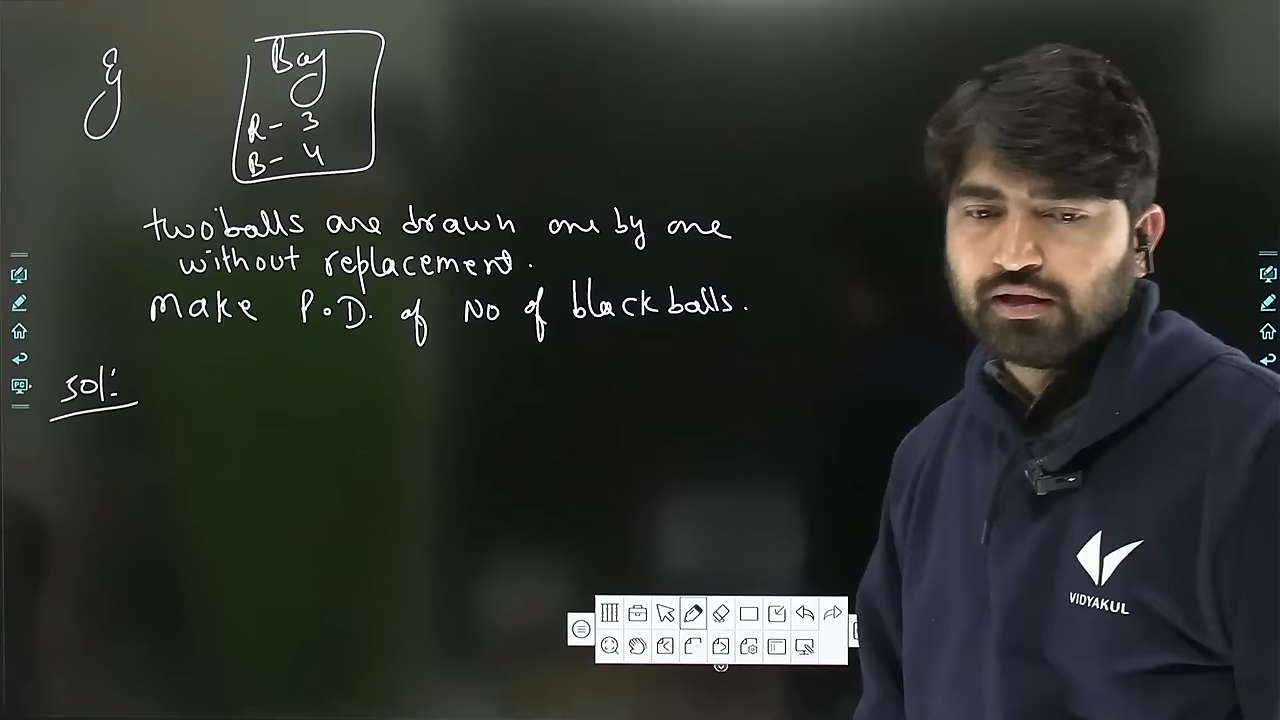 Eg
Bag
R - 3
B - 4
two balls are drawn one by one
without replacement.
Make P.D. of No of black balls.
Sol:
VIDYAKUL